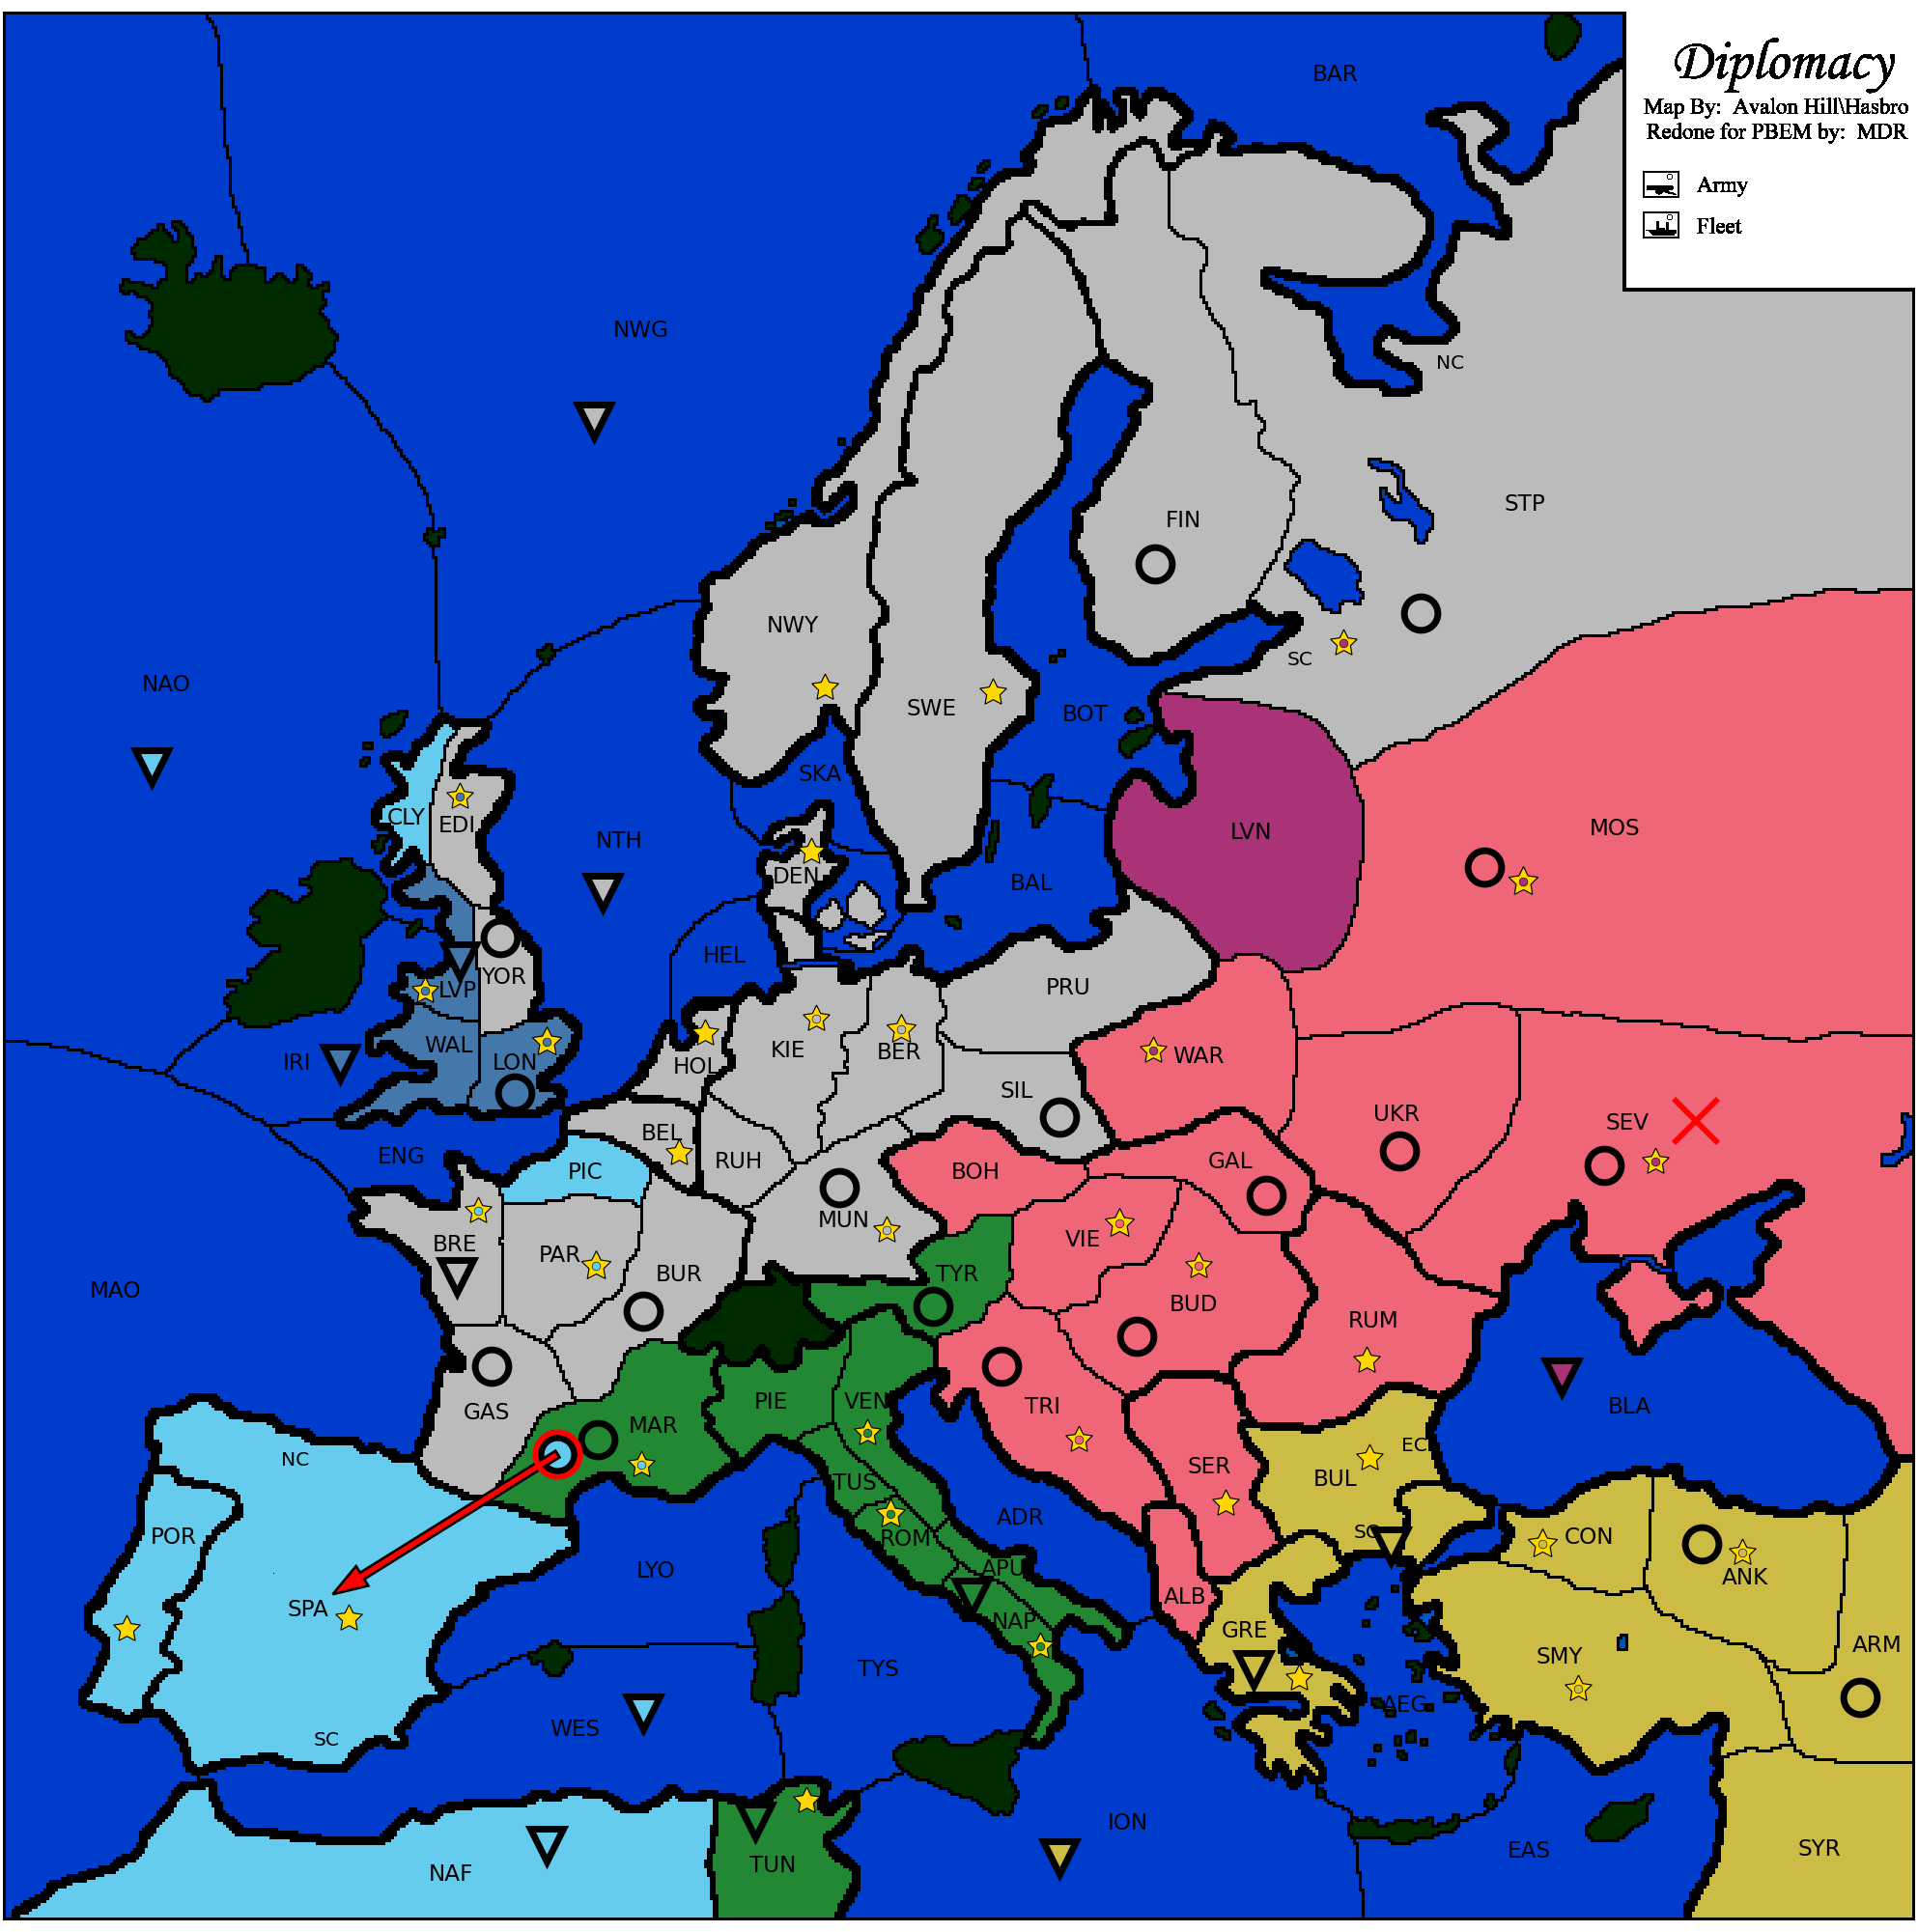 Diplomacy
BAR
Map By: Avalon Hill\Hasbro
Redone for PBEM by: MDR
Army
Fleet
NWG
NC
STP
FIN
NWY
SC
NAO
SWE
BOT
SKA
CLY
EDI
NTH
LVN
MOS
DEN
BAL
HEL
YOR
LVP
PRU
IRI
WAL
LON
HOL
KIE
BER
WAR
SIL
UKR
SEV
BEL
ENG
PIC
RUH
BOH
GAL
MUN
BRE
PAR
BUR
VIE
TYR
MAO
BUD
RUM
PIE
VEN
TRI
BLA
GAS
MAR
EC
NC
TUS
SER
BUL
POR
ROM
ADR
SC
CON
LYO
APU
ANK
SPA
ALB
NAP
GRE
ARM
SMY
TYS
AEG
WES
SC
ION
EAS
SYR
NAF
TUN